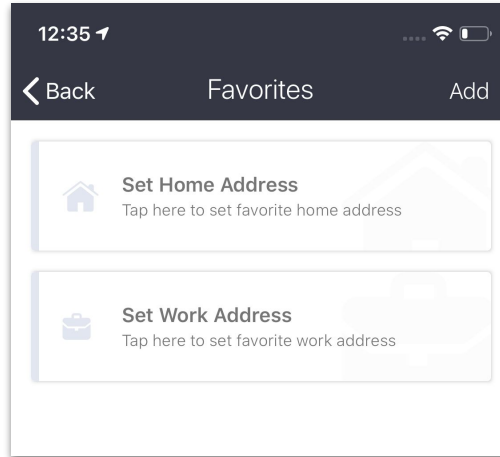 12:35
Back Favorites Add
Set Home Address
Tap here to set favorite home address
Set Work Address
Tap here to set favorite work address